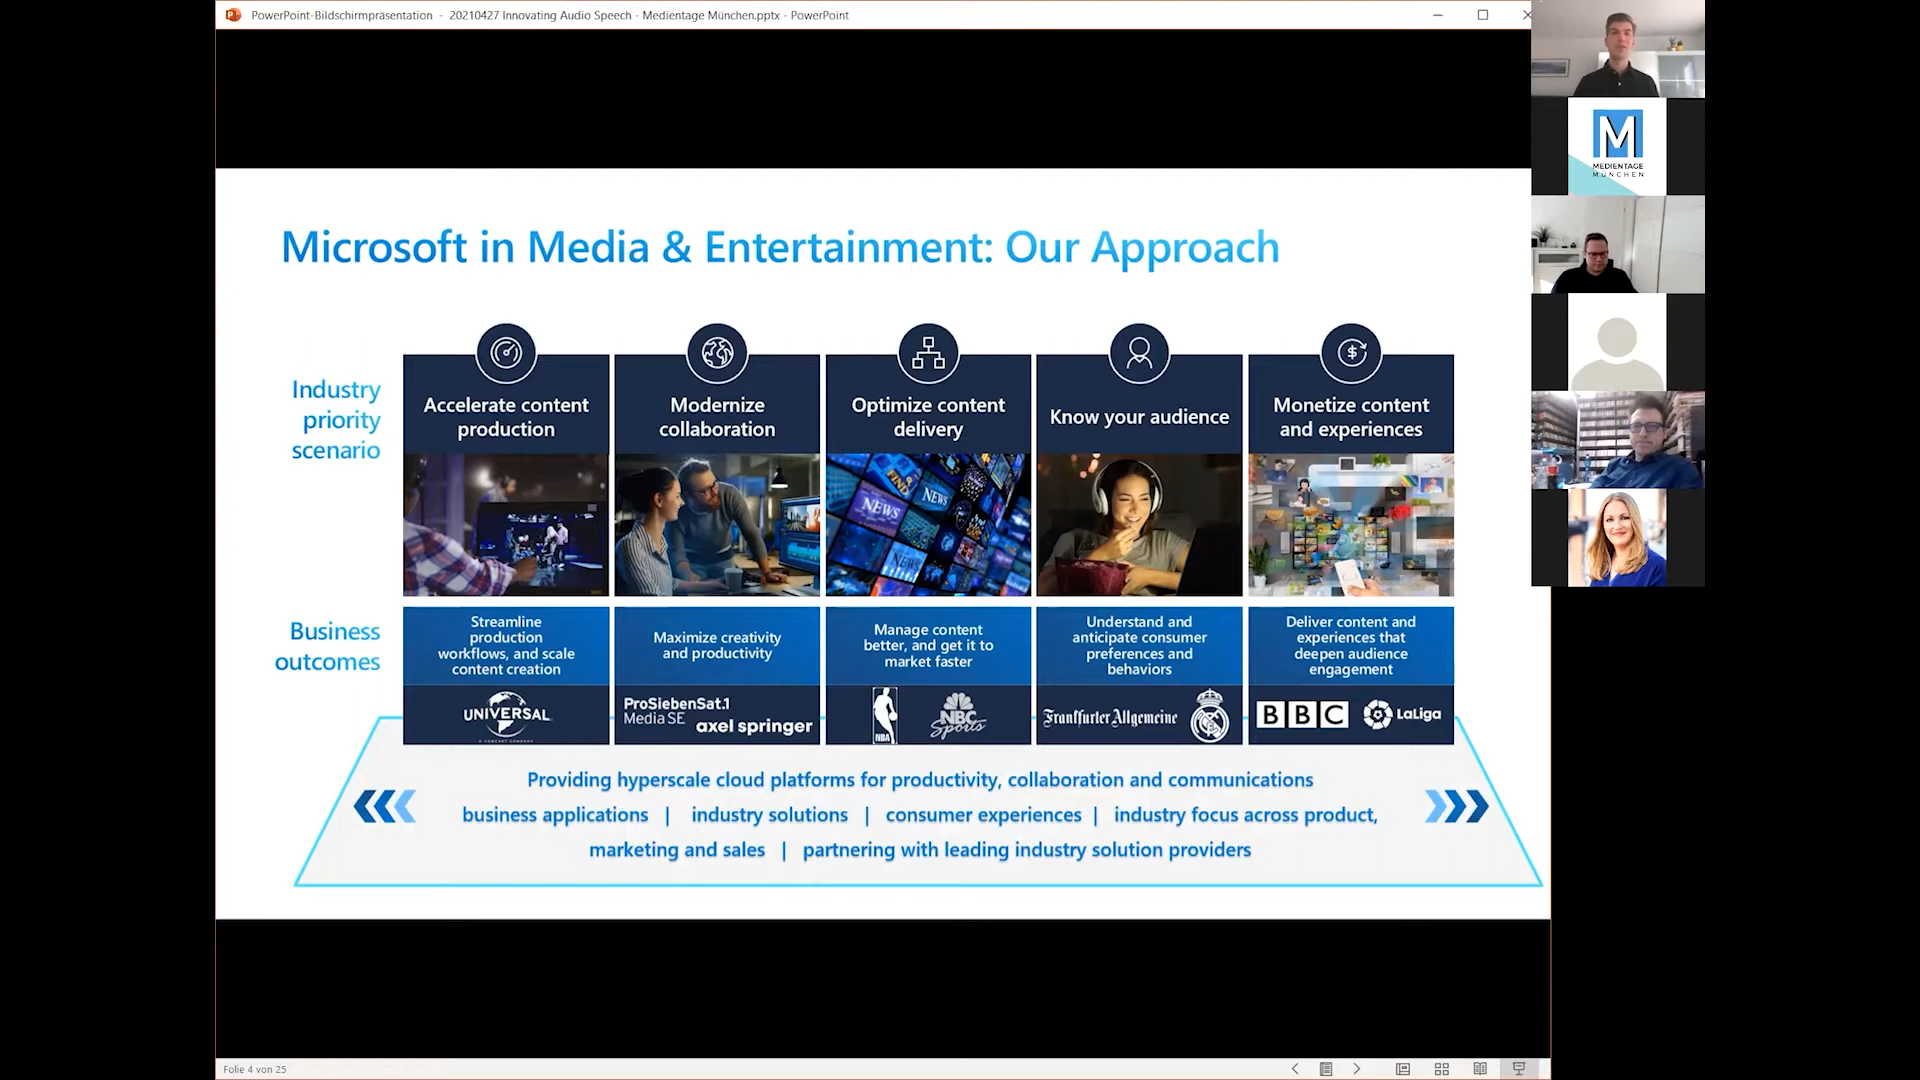 PowerPoint-Bildschirmpräsentation - 20210427 Innovating Audio Speech - Medientage München.pptx - PowerPoint
M
MEDIENTAGE
MÜNCHEN
Microsoft in Media & Entertainment: Our Approach
Industry
priority
scenario
Accelerate content
production
Modernize
collaboration
Optimize content
delivery
Know your audience
Monetize content
and experiences
FIND
NEWS
NEWS
NEWS
Business
outcomes
Streamline
production
workflows, and scale
content creation
Maximize creativity
and productivity
Manage content
better, and get it to
market faster
Understand and
anticipate consumer
preferences and
behaviors
Deliver content and
experiences that
deepen audience
engagement
UNIVERSAL
A COMCAST COMPANY
ProSiebenSat.1
Media SE
axel springer
NBA
NBC
Sports
Frankfurter Allgemeine
BBC
LaLiga
Providing hyperscale cloud platforms for productivity, collaboration and communications
business applications | industry solutions | consumer experiences | industry focus across product,
marketing and sales | partnering with leading industry solution providers
Folie 4 von 25